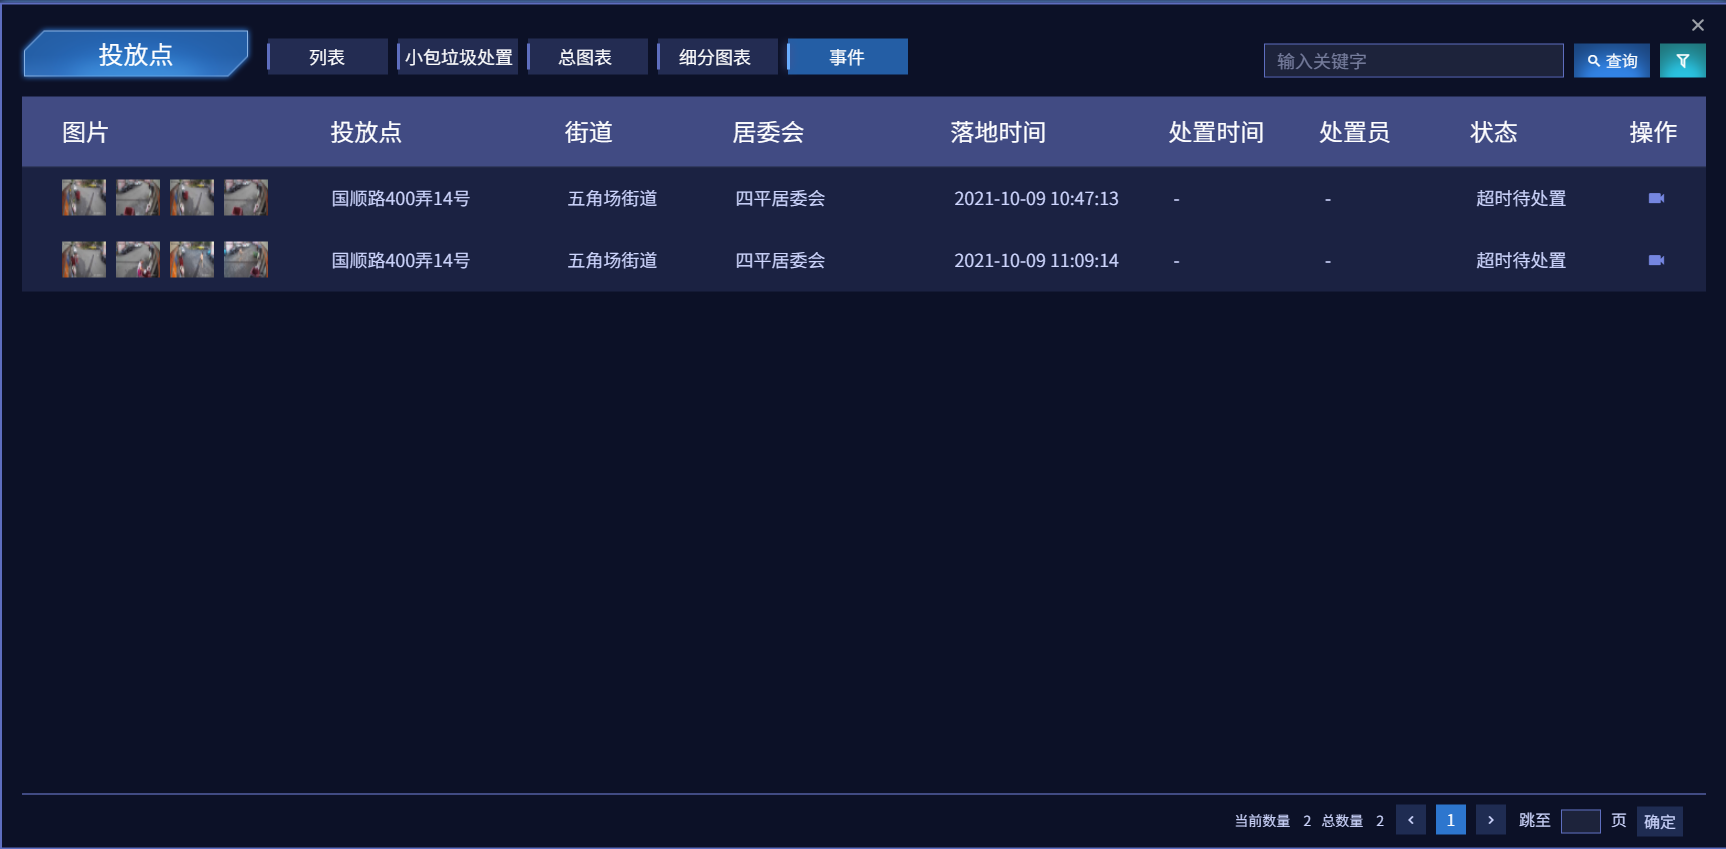 投放点 列表 小包垃圾处置 总图表 细分图表 事件 输入关键字 查询
图片 投放点 街道 居委会 落地时间 处置时间 处置员 状态 操作
国顺路400弄14号 五角场街道 四平居委会 2021-10-09 10:47:13 - - 超时待处置
国顺路400弄14号 五角场街道 四平居委会 2021-10-09 11:09:14 - - 超时待处置
当前数量 2 总数量 2 1 跳至 页 确定